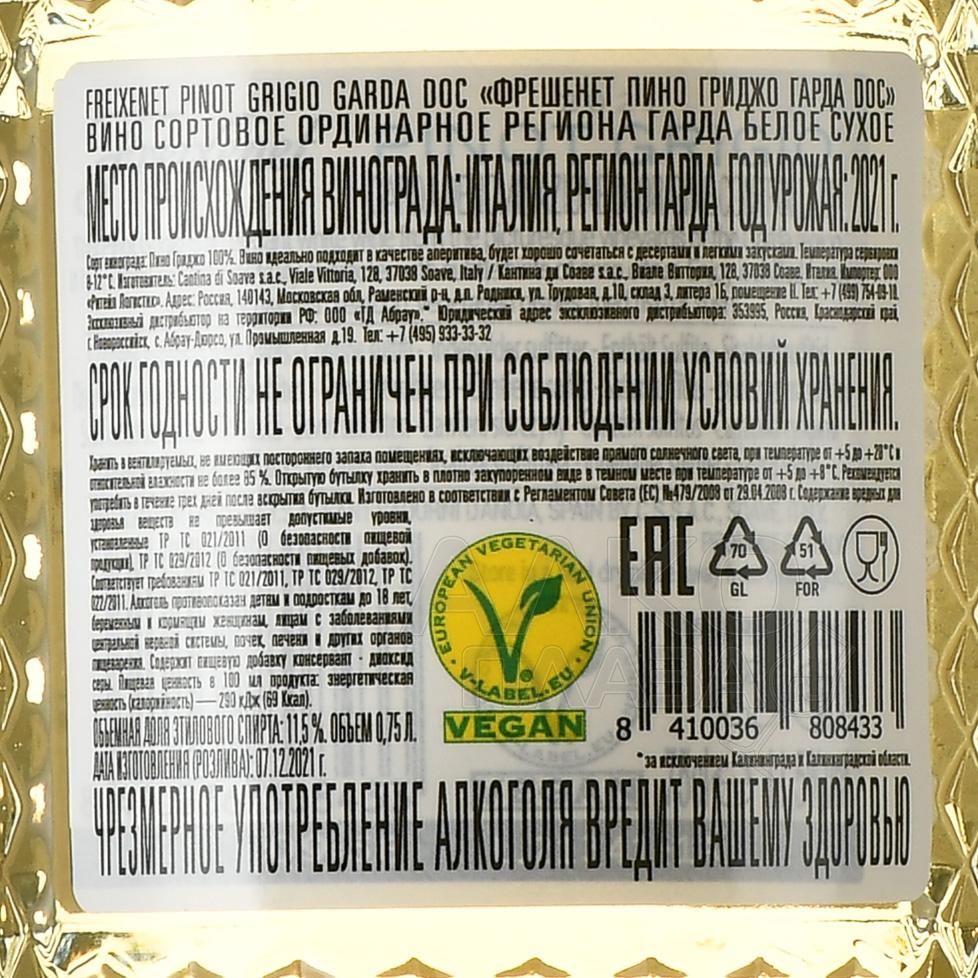 FREIXENET PINOT GRIGIO GARDA DOC «ФРЕШЕНЕТ ПИНО ГРИДЖО ГАРДА DOC»
ВИНО СОРТОВОЕ ОРДИНАРНОЕ РЕГИОНА ГАРДА БЕЛОЕ СУХОЕ
МЕСТО ПРОИСХОЖДЕНИЯ ВИНОГРАДА: ИТАЛИЯ, РЕГИОН ГАРДА. ГОД УРОЖАЯ: 2021 г.
Сорт винограда: Пино Гриджо 100%. Вино идеально подходит в качестве аперитива, будет хорошо сочетаться с десертами и легкими закусками. Температура сервировки
8-12°С. Изготовитель: Cantina di Soave s.a.c., Viale Vittoria, 128, 37038 Soave, Italy / Кантина ди Соаве s.a.c., Виале Виттория, 128, 37038 Соаве, Италия. Импортер: ООО
«Ритейл Логистик». Адрес: Россия, 140143, Московская обл, Раменский р-н, д.п. Родники, ул. Трудовая, д.10, склад 3, литера 1Б, помещение II. Тел: +7 (499) 754-09-10.
Эксклюзивный дистрибьютор на территории РФ: ООО «ТД Абрау».* Юридический адрес эксклюзивного дистрибьютора: 353995, Россия, Краснодарский край,
г. Новороссийск, с. Абрау-Дюрсо, ул. Промышленная д.19. Тел: +7 (495) 933-33-32
СРОК ГОДНОСТИ НЕ ОГРАНИЧЕН ПРИ СОБЛЮДЕНИИ УСЛОВИЙ ХРАНЕНИЯ.
Хранить в вентилируемых, не имеющих постороннего запаха помещениях, исключающих воздействие прямого солнечного света, при температуре от +5 до +20°С и
относительной влажности не более 85 %. Открытую бутылку хранить в плотно закупоренном виде в темном месте при температуре от +5 до +8°С. Рекомендуется
употребить в течение трех дней после вскрытия бутылки. Изготовлено в соответствии с Регламентом Совета (ЕС) №479/2008 от 29.04.2008 г. Содержание вредных для
здоровья веществ не превышает допустимые уровни,
установленные ТР ТС 021/2011 (О безопасности пищевой
продукции), ТР ТС 029/2012 (О безопасности пищевых добавок).
Соответствует требованиям ТР ТС 021/2011, ТР ТС 029/2012, ТР ТС
022/2011. Алкоголь противопоказан детям и подросткам до 18 лет,
беременным и кормящим женщинам, лицам с заболеваниями
центральной нервной системы, почек, печени и других органов
пищеварения. Содержит пищевую добавку консервант - диоксид
серы. Пищевая ценность в 100 мл продукта: энергетическая
ценность (калорийность) — 290 кДж (69 Ккал).
ОБЪЕМНАЯ ДОЛЯ ЭТИЛОВОГО СПИРТА: 11,5 %. ОБЪЕМ 0,75 Л.
ДАТА ИЗГОТОВЛЕНИЯ (РОЗЛИВА): 07.12.2021 г.
EUROPEAN VEGETARIAN UNION
V-LABEL.EU
VEGAN
ЕАС
70
GL
51
FOR
8 410036 808433
*за исключением Калининграда и Калининградской области.
ЧРЕЗМЕРНОЕ УПОТРЕБЛЕНИЕ АЛКОГОЛЯ ВРЕДИТ ВАШЕМУ ЗДОРОВЬЮ